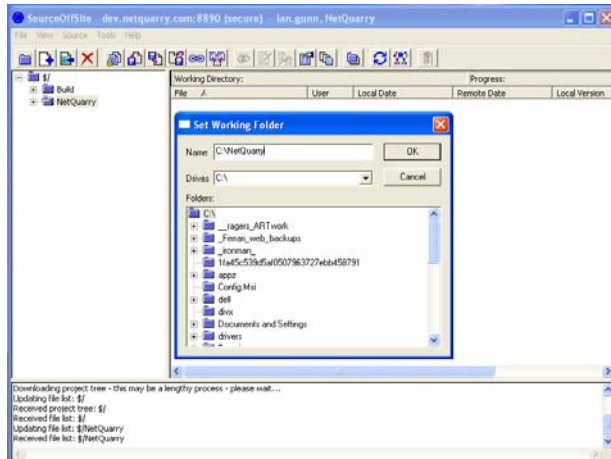 SourceOffSite - dev.netquarry.com:8890 (secure) -- ian.gunn, NetQuarry
File View Source Tools Help
$/
Build
NetQuarry
Working Directory:
Progress:
File User Local Date Remote Date Local Version
Set Working Folder
Name C:\NetQuarry
OK
Drives C:\
Cancel
Folders:
C:\
__ragers_ARTwork
_Ferrari_web_backups
_ironman_
1fa45c539d5af0507963727ebb458791
appz
Config.Msi
dell
divx
Documents and Settings
drivers
Downloading project tree - this may be a lengthy process - please wait...
Updating file list: $/
Received project tree: $/
Received file list: $/
Updating file list: $/NetQuarry
Received file list: $/NetQuarry